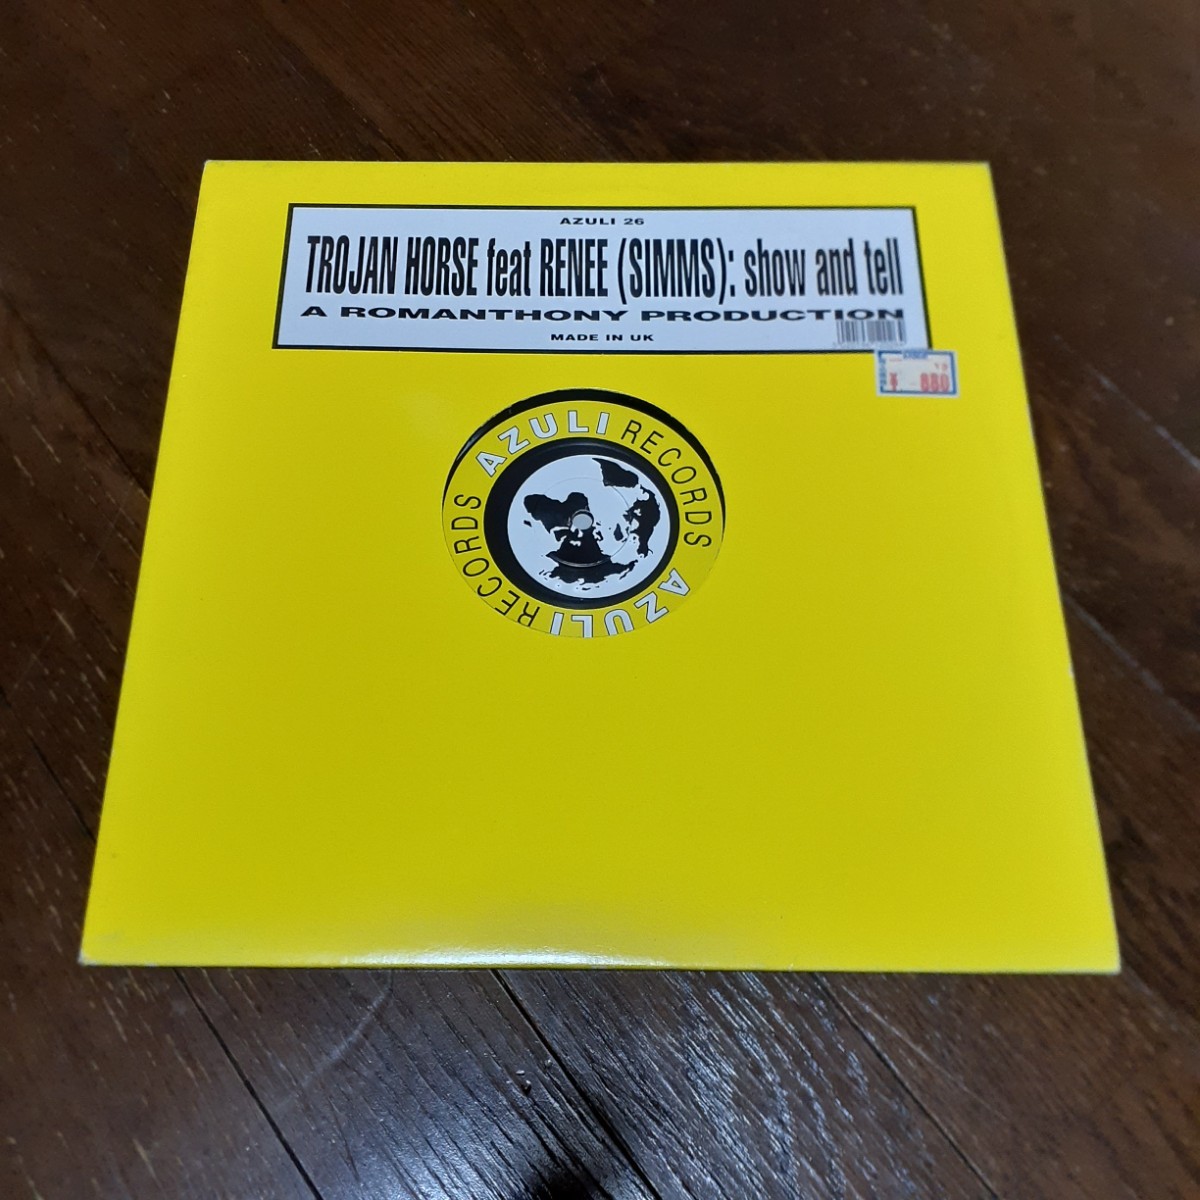 AZULI 26
TROJAN HORSE feat RENEE (SIMMS): show and tell
A ROMANTHONY PRODUCTION
MADE IN UK
¥ 880
AZULI RECORDS AZULI RECORDS